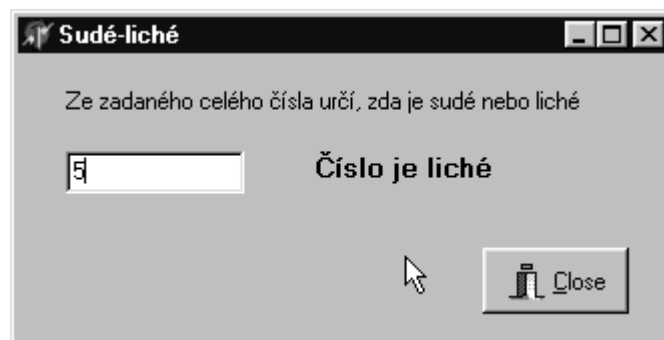 Sudé-liché
Ze zadaného celého čísla určí, zda je sudé nebo liché
5
Číslo je liché
Close